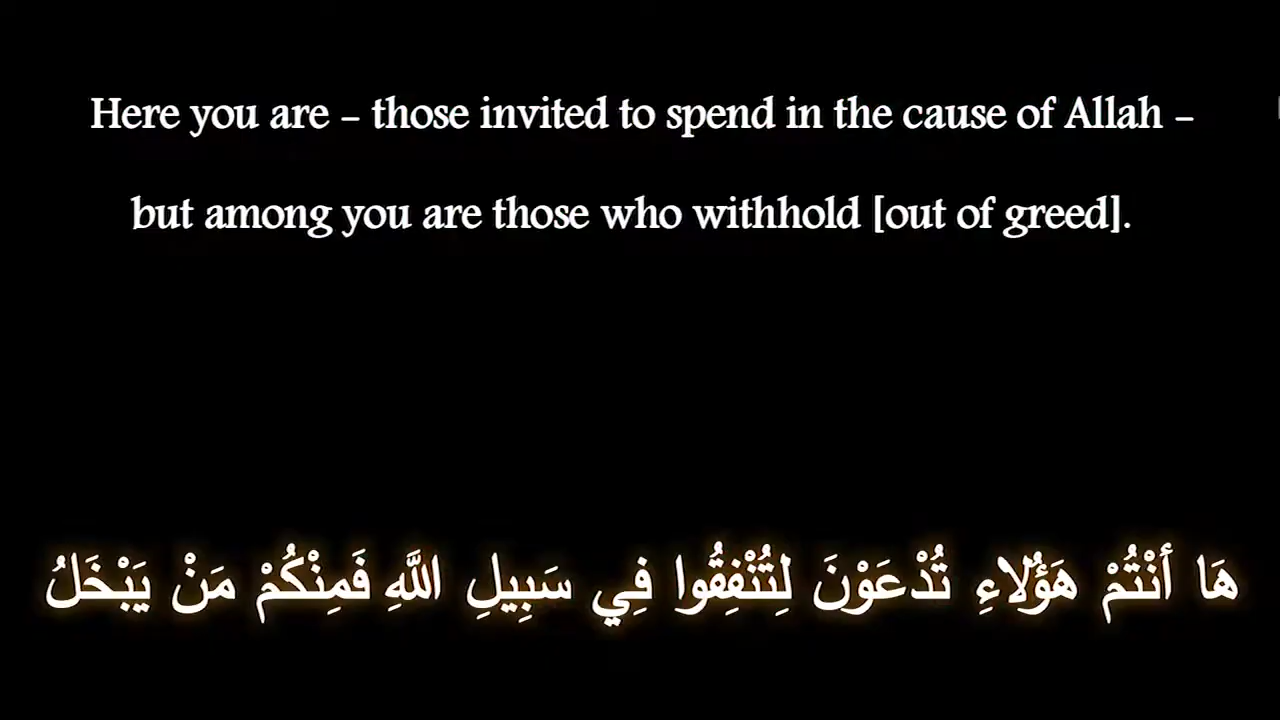 Here you are – those invited to spend in the cause of Allah –
but among you are those who withhold [out of greed].
هَا أَنْتُمْ هَؤُلاءِ تُدْعَوْنَ لِتُنْفِقُوا فِي سَبِيلِ اللَّهِ فَمِنْكُمْ مَنْ يَبْخَلُ